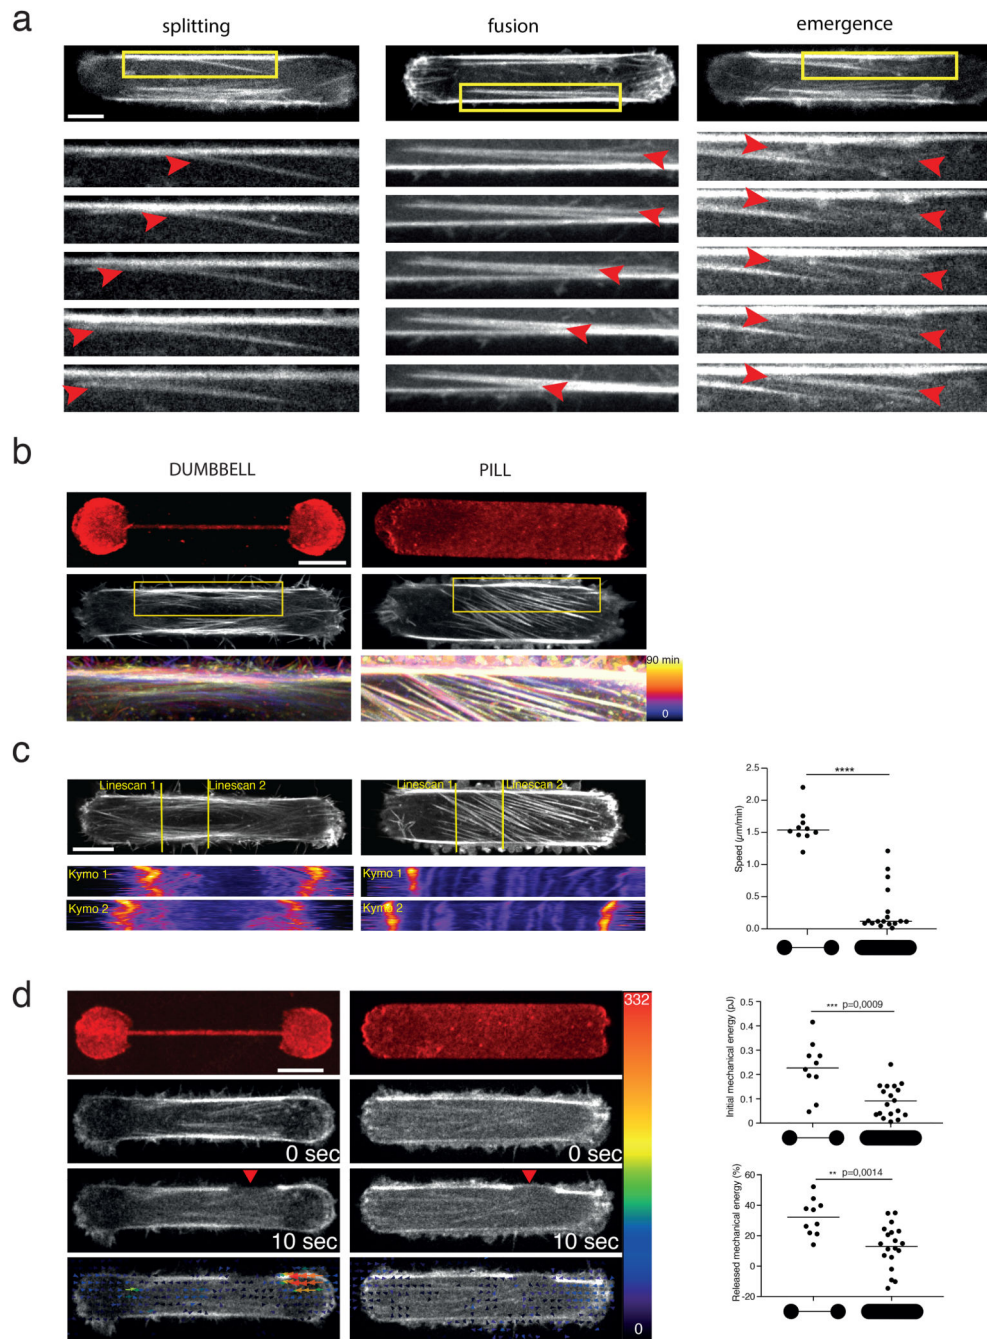 a
splitting
fusion
emergence
b
DUMBBELL
PILL
90 min
0
c
Linescan 1
Linescan 2
Linescan 1
Linescan 2
Kymo 1
Kymo 2
Kymo 1
Kymo 2
****
Speed (µm/min)
2.5
2.0
1.5
1.0
0.5
0.0
d
332
0 sec
0 sec
10 sec
10 sec
0
*** p=0,0009
Initial mechanical energy (pJ)
0.5
0.4
0.3
0.2
0.1
0
** p=0,0014
Released mechanical energy (%)
60
40
20
0
-20